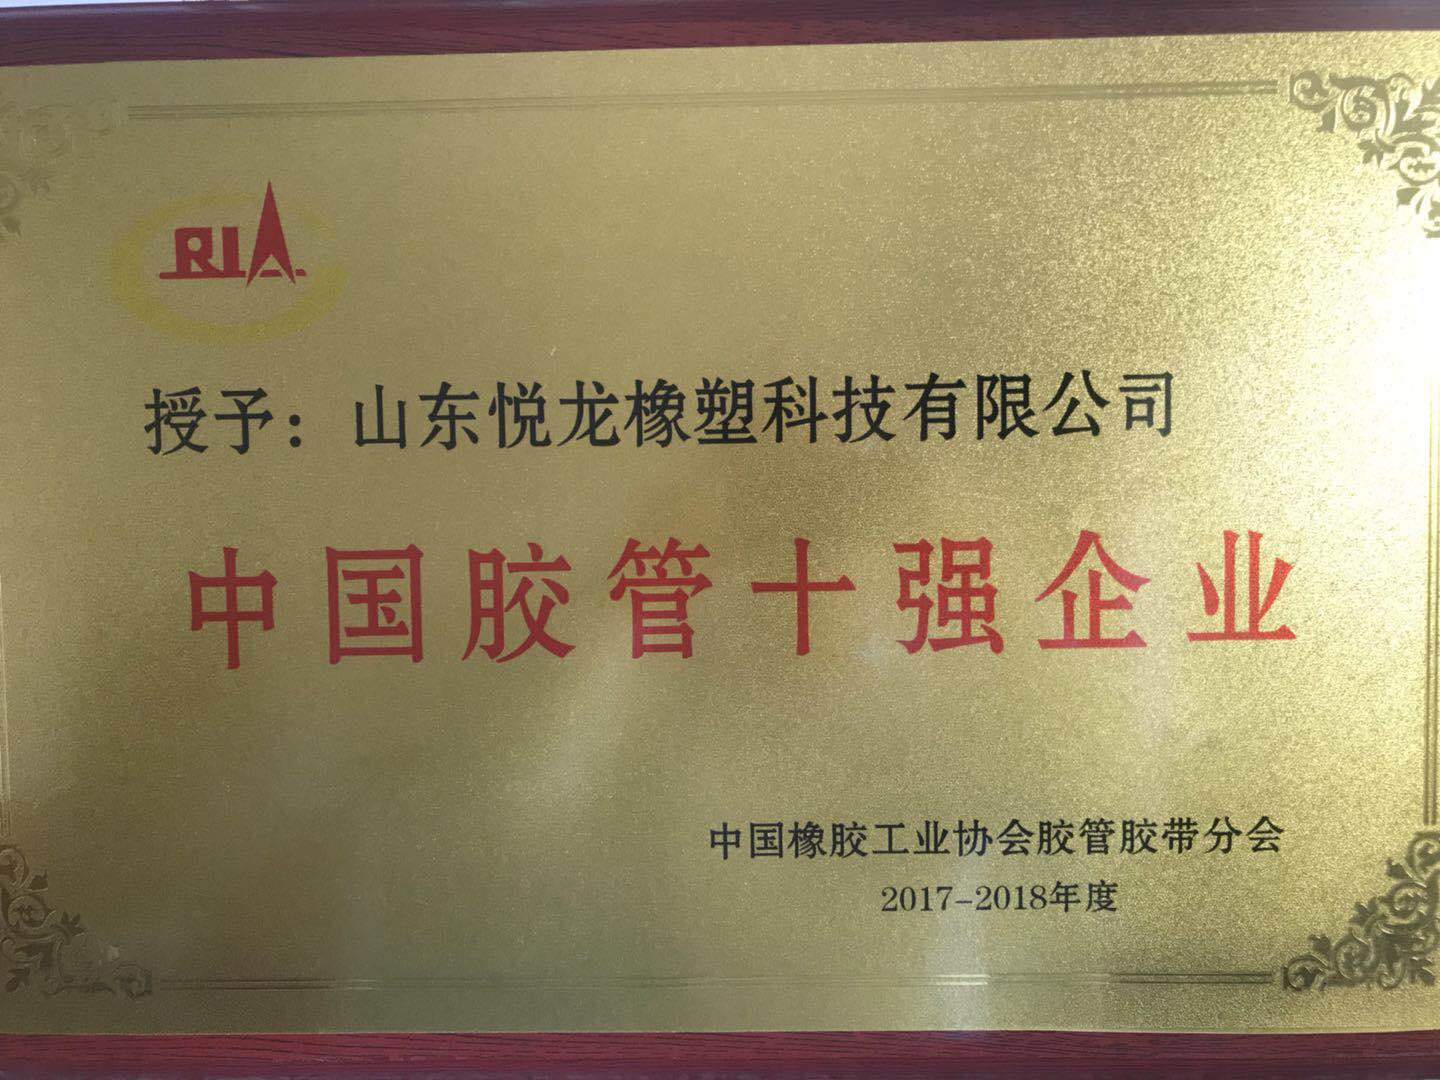 RIA
授予：山东悦龙橡塑科技有限公司
中国胶管十强企业
中国橡胶工业协会胶管胶带分会
2017-2018年度